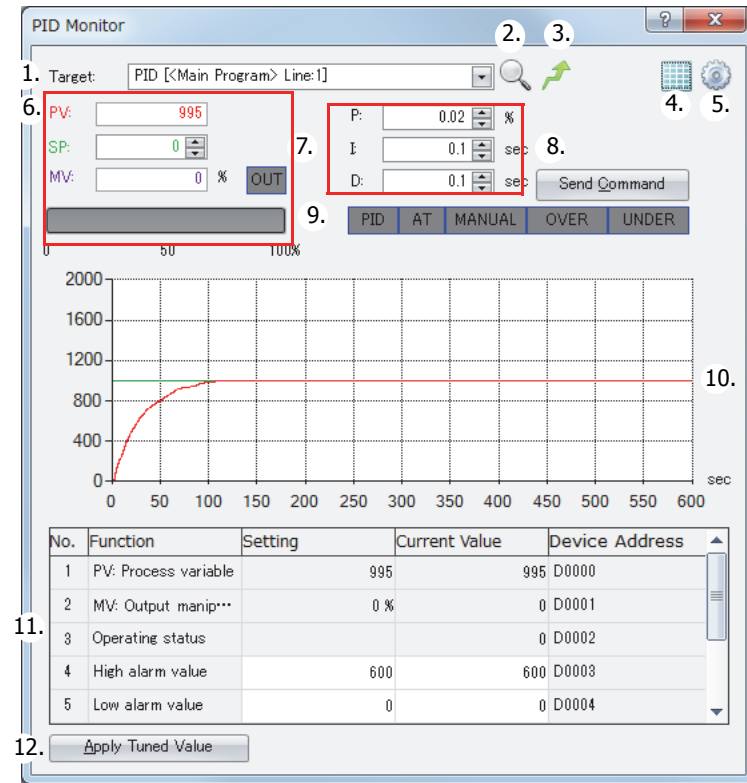 PID Monitor
2. 3.
1. Target: PID [<Main Program> Line:1]
4. 5.
6. PV: 995 P: 0.02 %
SP: 0 7. I: 0.1 sec 8.
MV: 0 % OUT D: 0.1 sec Send Command
9. PID AT MANUAL OVER UNDER
0 50 100%
2000
1600
1200
10.
800
400
0 sec
0 50 100 150 200 250 300 350 400 450 500 550 600
No. Function Setting Current Value Device Address
1 PV: Process variable 995 995 D0000
2 MV: Output manip··· 0 % 0 D0001
11.
3 Operating status 0 D0002
4 High alarm value 600 600 D0003
5 Low alarm value 0 0 D0004
12. Apply Tuned Value